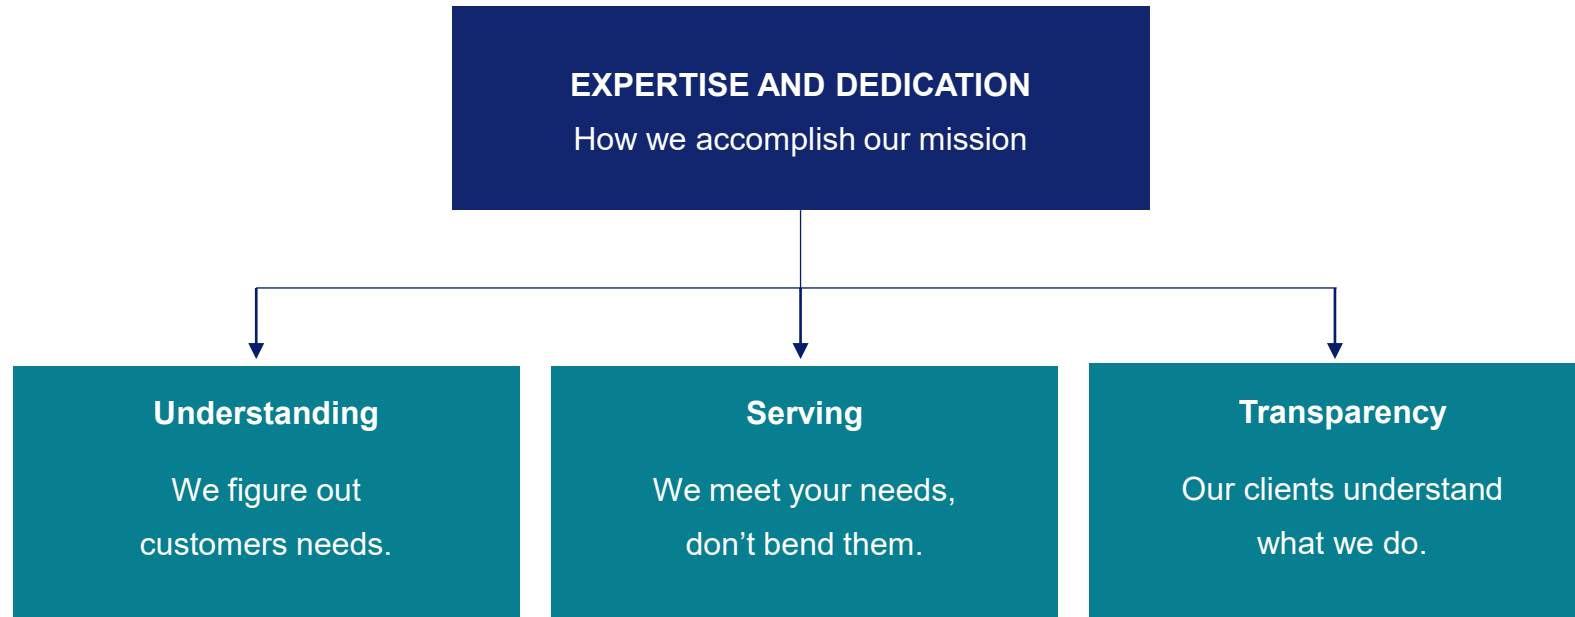 EXPERTISE AND DEDICATION
How we accomplish our mission
Understanding
We figure out
customers needs.
Serving
We meet your needs,
don’t bend them.
Transparency
Our clients understand
what we do.